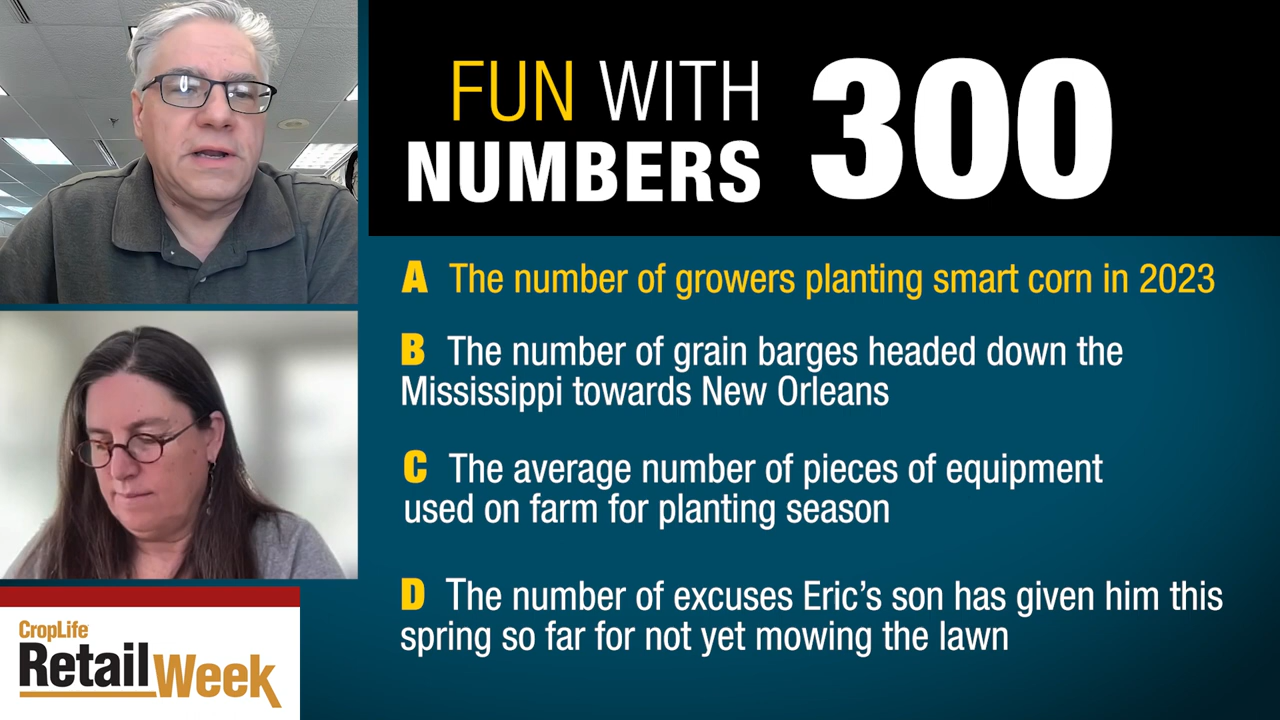 FUN WITH
NUMBERS
300
A The number of growers planting smart corn in 2023
B The number of grain barges headed down the
Mississippi towards New Orleans
C The average number of pieces of equipment
used on farm for planting season
D The number of excuses Eric’s son has given him this
spring so far for not yet mowing the lawn
CropLife
RetailWeek